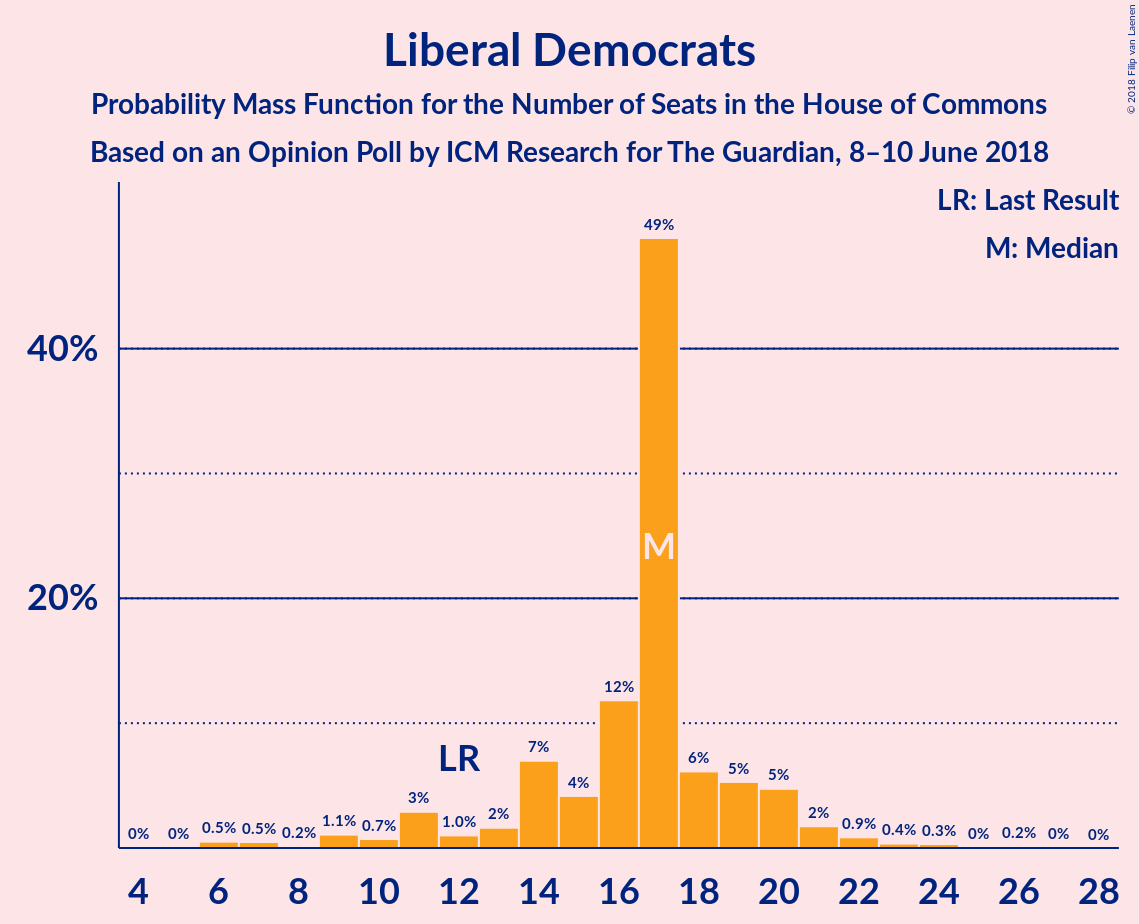 Liberal Democrats
Probability Mass Function for the Number of Seats in the House of Commons
Based on an Opinion Poll by ICM Research for The Guardian, 8–10 June 2018
© 2018 Filip van Laenen
LR: Last Result
M: Median
40%
20%
0% 0% 0.5% 0.5% 0.2% 1.1% 0.7% 3% 1.0% 2% 7% 4% 12% 49% 6% 5% 5% 2% 0.9% 0.4% 0.3% 0% 0.2% 0% 0%
LR
M
4 6 8 10 12 14 16 18 20 22 24 26 28